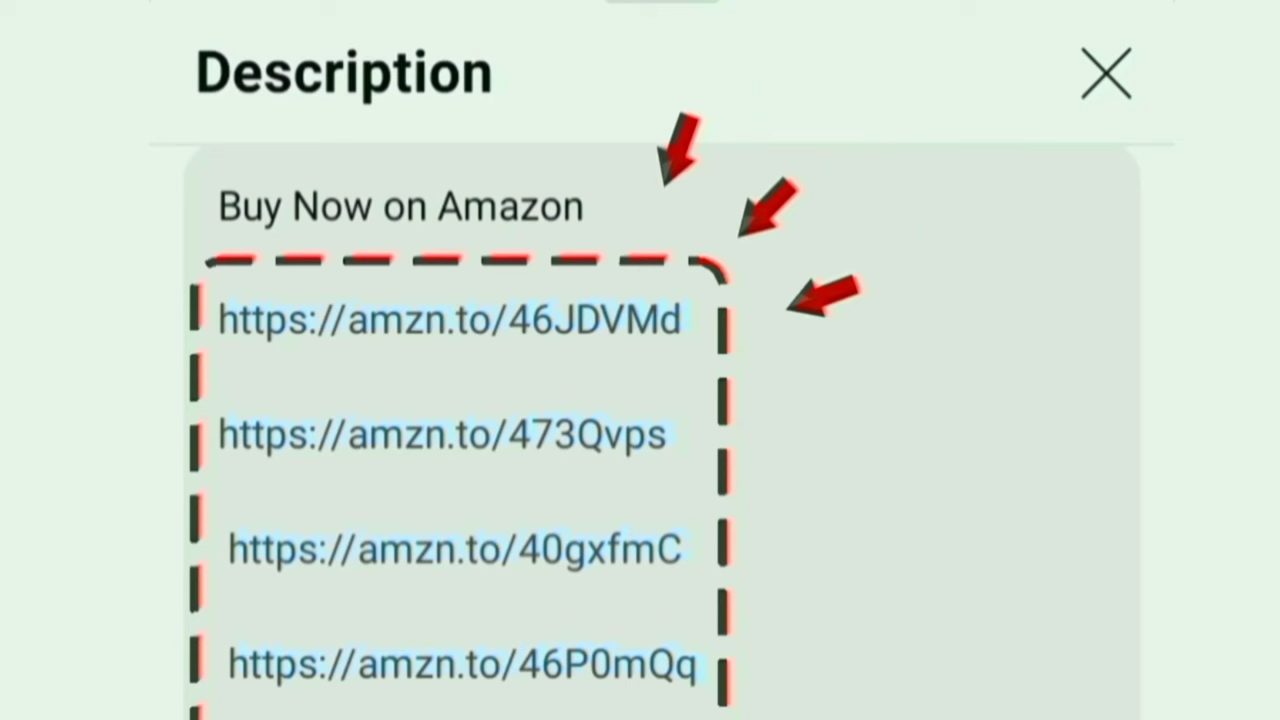 Description
Buy Now on Amazon
https://amzn.to/46JDVMd
https://amzn.to/473Qvps
https://amzn.to/40gxfmC
https://amzn.to/46P0mQq